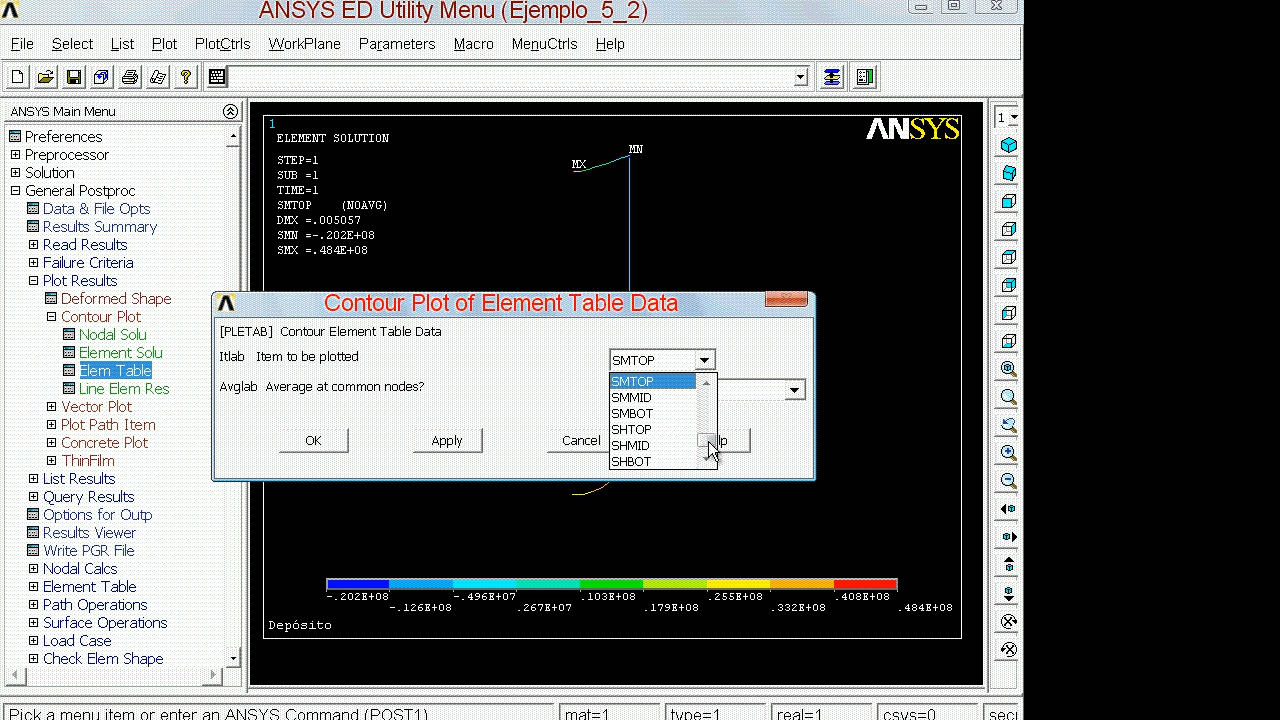 ANSYS ED Utility Menu (Ejemplo_5_2)
File Select List Plot PlotCtrls WorkPlane Parameters Macro MenuCtrls Help
ANSYS Main Menu
Preferences
Preprocessor
Solution
General Postproc
Data & File Opts
Results Summary
Read Results
Failure Criteria
Plot Results
Deformed Shape
Contour Plot
Nodal Solu
Element Solu
Elem Table
Line Elem Res
Vector Plot
Plot Path Item
Concrete Plot
ThinFilm
List Results
Query Results
Options for Outp
Results Viewer
Write PGR File
Nodal Calcs
Element Table
Path Operations
Surface Operations
Load Case
Check Elem Shape
1
ELEMENT SOLUTION
STEP=1
SUB =1
TIME=1
SMTOP (NOAVG)
DMX =.005057
SMN =-.202E+08
SMX =.484E+08
MX
MN
ANSYS
1
Contour Plot of Element Table Data
[PLETAB] Contour Element Table Data
Itlab Item to be plotted
SMTOP
Avglab Average at common nodes?
SMTOP
SMMID
SMBOT
SHTOP
SHMID
SHBOT
OK Apply Cancel
-.202E+08 -.496E+07 .103E+08 .255E+08 .408E+08
-.126E+08 .267E+07 .179E+08 .332E+08 .484E+08
Depósito
Pick a menu item or enter an ANSYS Command (POST1) mat=1 type=1 real=1 csys=0 seci